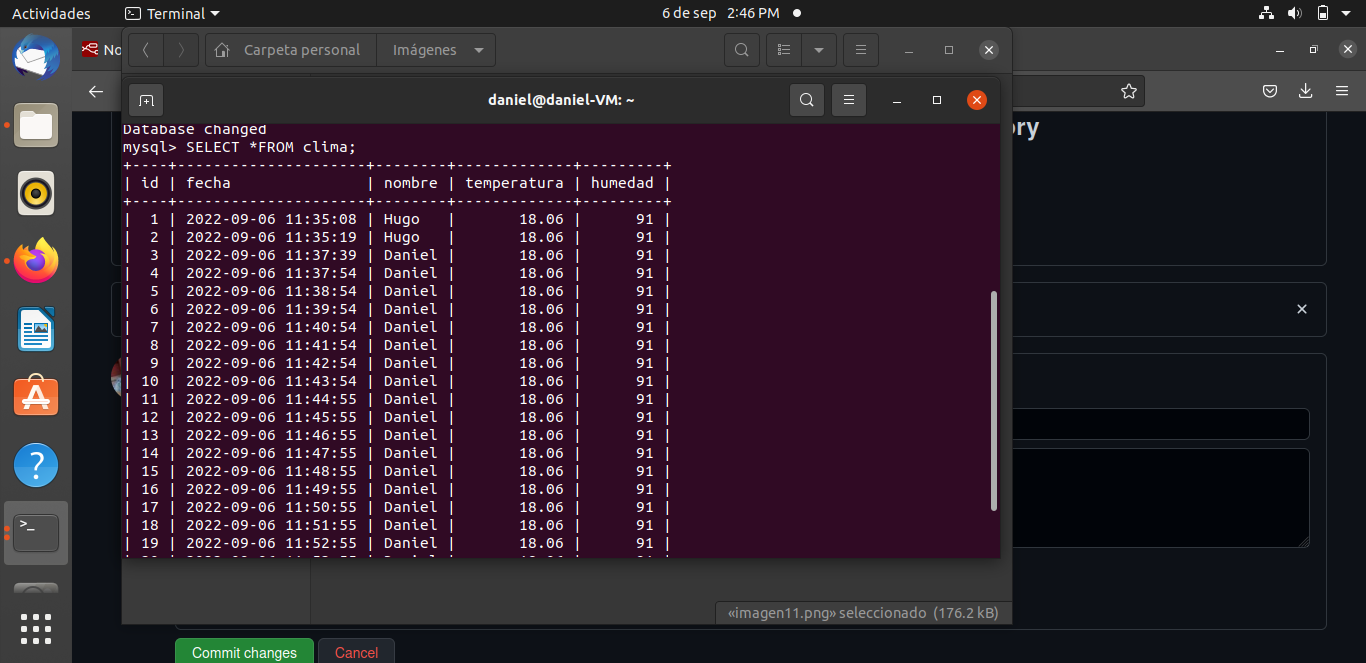 Actividades Terminal 6 de sep 2:46 PM
No
Carpeta personal Imágenes
daniel@daniel-VM: ~
Database changed
mysql> SELECT *FROM clima;
+----+---------------------+--------+-------------+---------+
| id | fecha | nombre | temperatura | humedad |
+----+---------------------+--------+-------------+---------+
| 1 | 2022-09-06 11:35:08 | Hugo | 18.06 | 91 |
| 2 | 2022-09-06 11:35:19 | Hugo | 18.06 | 91 |
| 3 | 2022-09-06 11:37:39 | Daniel | 18.06 | 91 |
| 4 | 2022-09-06 11:37:54 | Daniel | 18.06 | 91 |
| 5 | 2022-09-06 11:38:54 | Daniel | 18.06 | 91 |
| 6 | 2022-09-06 11:39:54 | Daniel | 18.06 | 91 |
| 7 | 2022-09-06 11:40:54 | Daniel | 18.06 | 91 |
| 8 | 2022-09-06 11:41:54 | Daniel | 18.06 | 91 |
| 9 | 2022-09-06 11:42:54 | Daniel | 18.06 | 91 |
| 10 | 2022-09-06 11:43:54 | Daniel | 18.06 | 91 |
| 11 | 2022-09-06 11:44:55 | Daniel | 18.06 | 91 |
| 12 | 2022-09-06 11:45:55 | Daniel | 18.06 | 91 |
| 13 | 2022-09-06 11:46:55 | Daniel | 18.06 | 91 |
| 14 | 2022-09-06 11:47:55 | Daniel | 18.06 | 91 |
| 15 | 2022-09-06 11:48:55 | Daniel | 18.06 | 91 |
| 16 | 2022-09-06 11:49:55 | Daniel | 18.06 | 91 |
| 17 | 2022-09-06 11:50:55 | Daniel | 18.06 | 91 |
| 18 | 2022-09-06 11:51:55 | Daniel | 18.06 | 91 |
| 19 | 2022-09-06 11:52:55 | Daniel | 18.06 | 91 |
ory
«imagen11.png» seleccionado (176.2 kB)
Commit changes Cancel